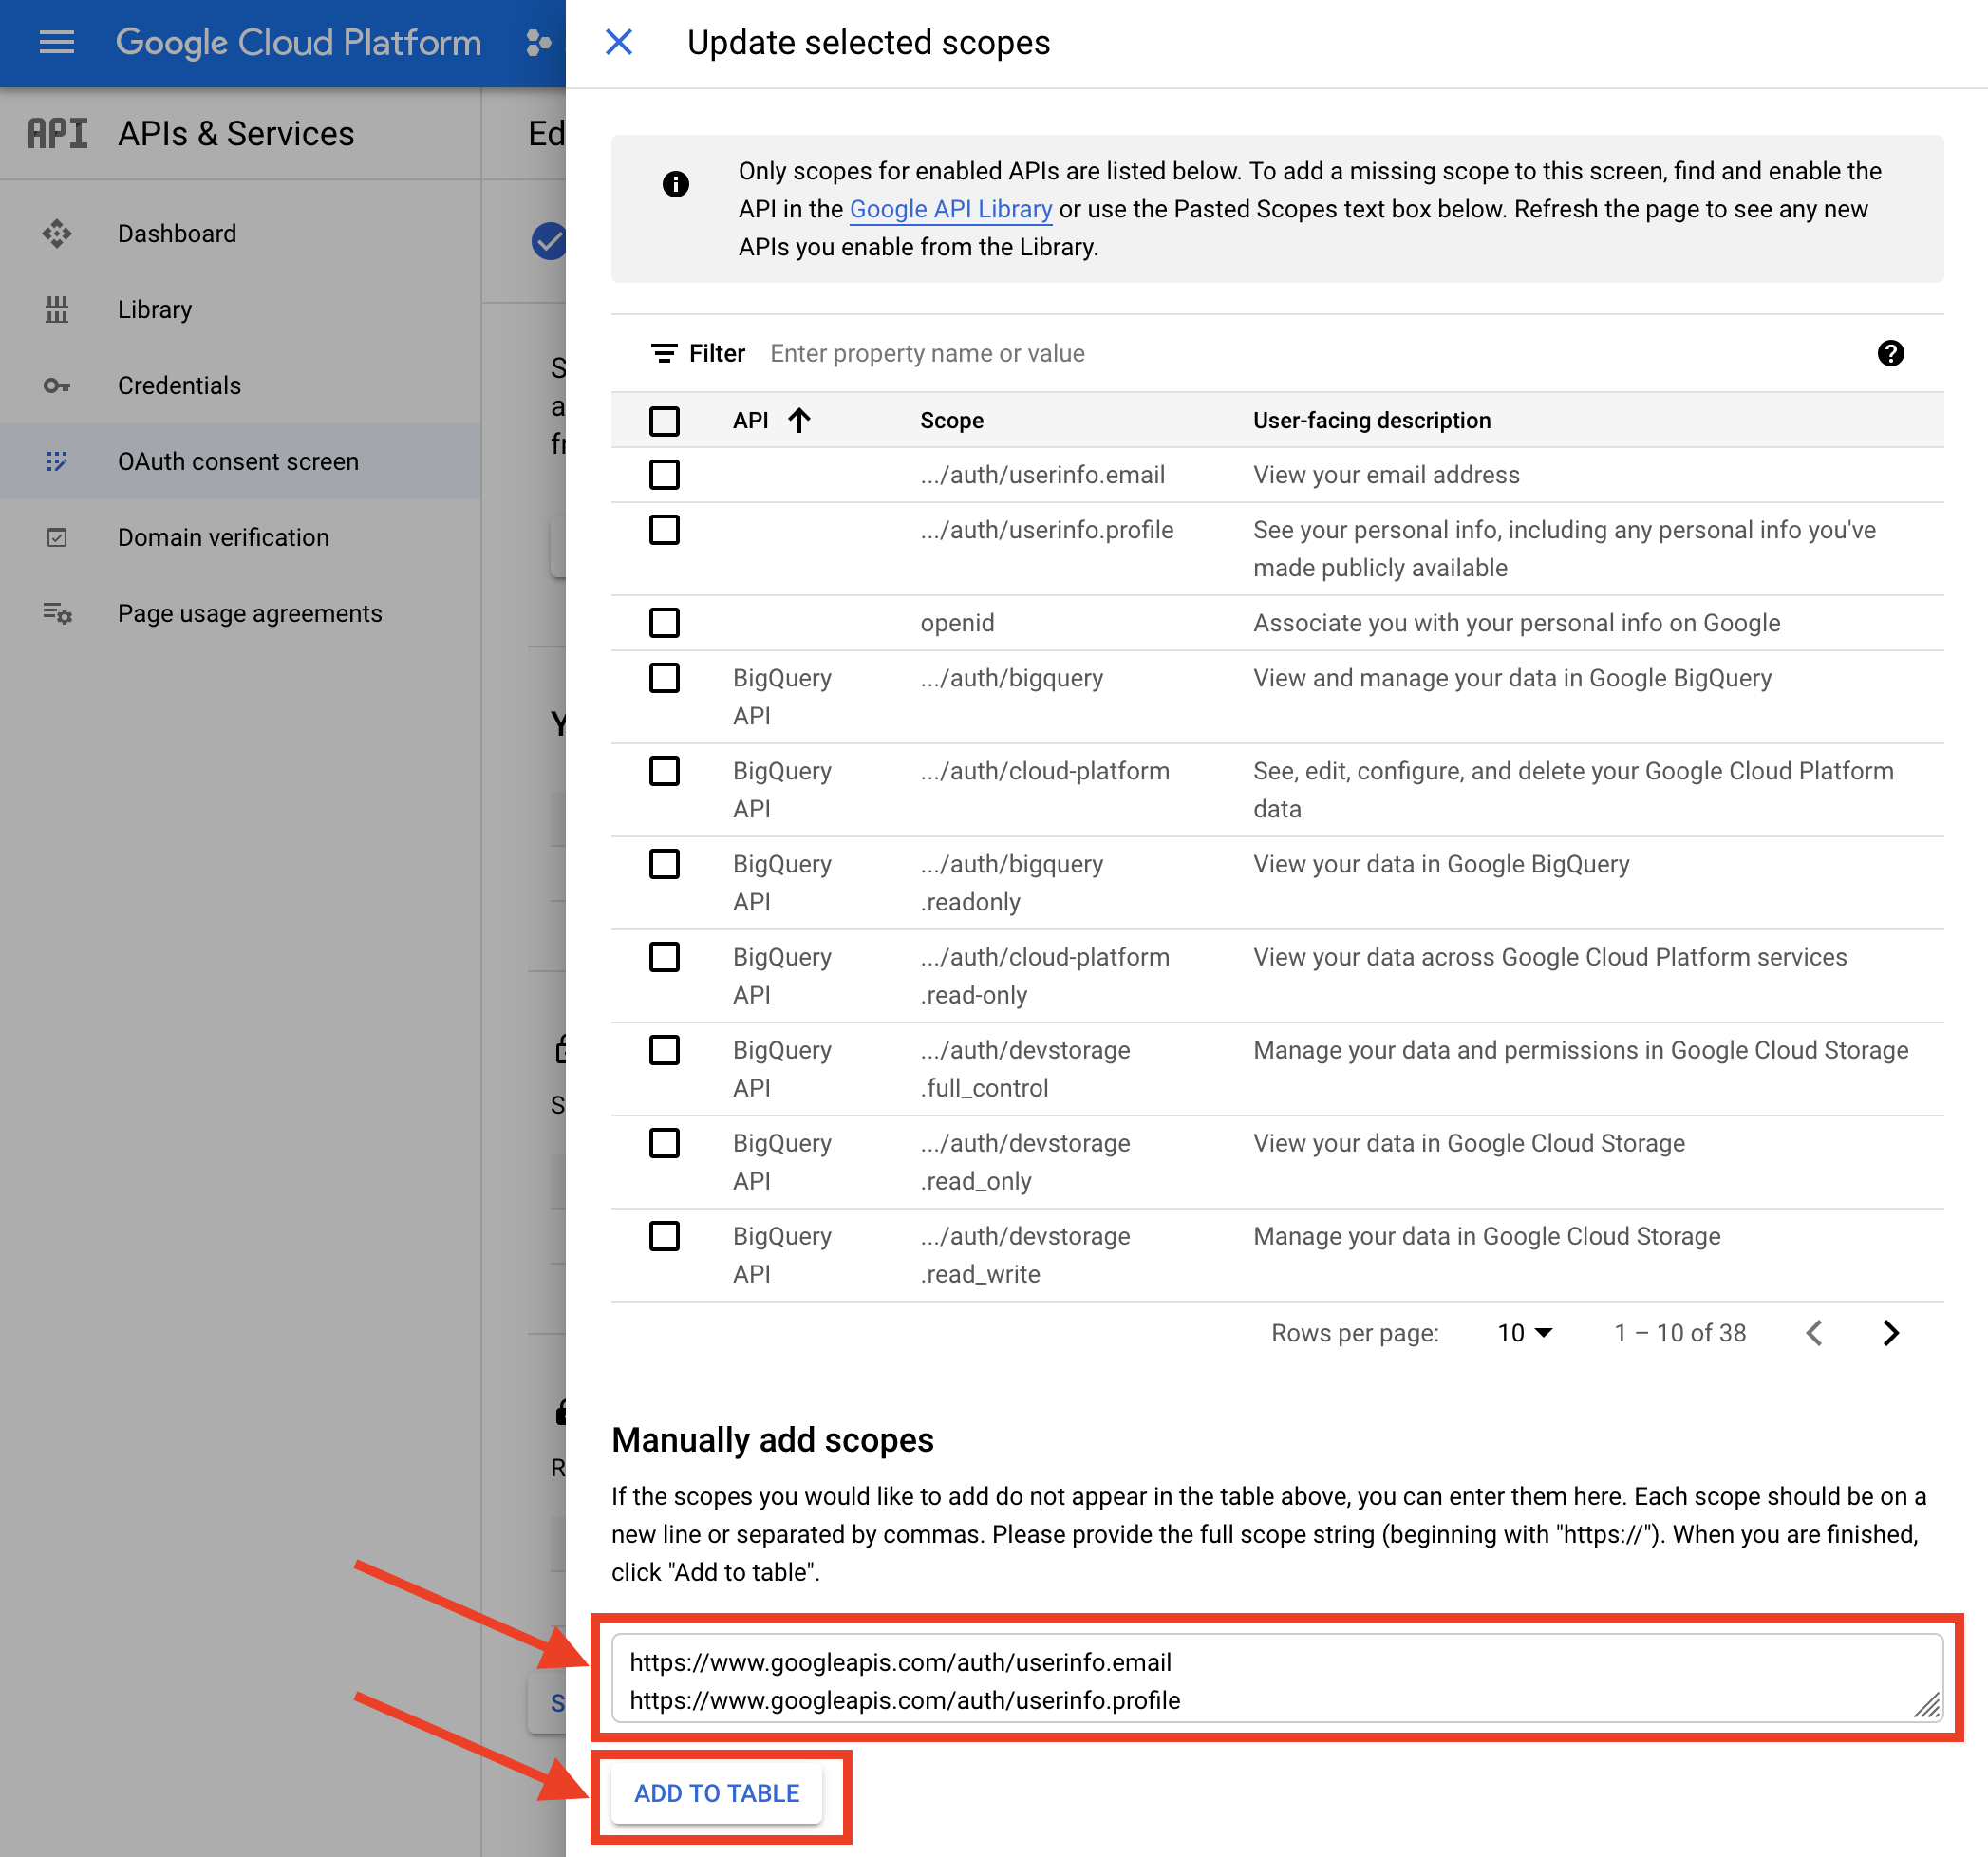 Google Cloud Platform
Update selected scopes
API
APIs & Services
Ed
Dashboard
Library
Credentials
OAuth consent screen
Domain verification
Page usage agreements
S
a
fr
Y
S
R
S
Only scopes for enabled APIs are listed below. To add a missing scope to this screen, find and enable the
API in the Google API Library or use the Pasted Scopes text box below. Refresh the page to see any new
APIs you enable from the Library.
Filter Enter property name or value
API Scope User-facing description
.../auth/userinfo.email View your email address
.../auth/userinfo.profile See your personal info, including any personal info you've
made publicly available
openid Associate you with your personal info on Google
BigQuery .../auth/bigquery View and manage your data in Google BigQuery
API
BigQuery .../auth/cloud-platform See, edit, configure, and delete your Google Cloud Platform
API data
BigQuery .../auth/bigquery View your data in Google BigQuery
API .readonly
BigQuery .../auth/cloud-platform View your data across Google Cloud Platform services
API .read-only
BigQuery .../auth/devstorage Manage your data and permissions in Google Cloud Storage
API .full_control
BigQuery .../auth/devstorage View your data in Google Cloud Storage
API .read_only
BigQuery .../auth/devstorage Manage your data in Google Cloud Storage
API .read_write
Rows per page: 10 1 – 10 of 38
Manually add scopes
If the scopes you would like to add do not appear in the table above, you can enter them here. Each scope should be on a
new line or separated by commas. Please provide the full scope string (beginning with "https://"). When you are finished,
click "Add to table".
https://www.googleapis.com/auth/userinfo.email
https://www.googleapis.com/auth/userinfo.profile
ADD TO TABLE